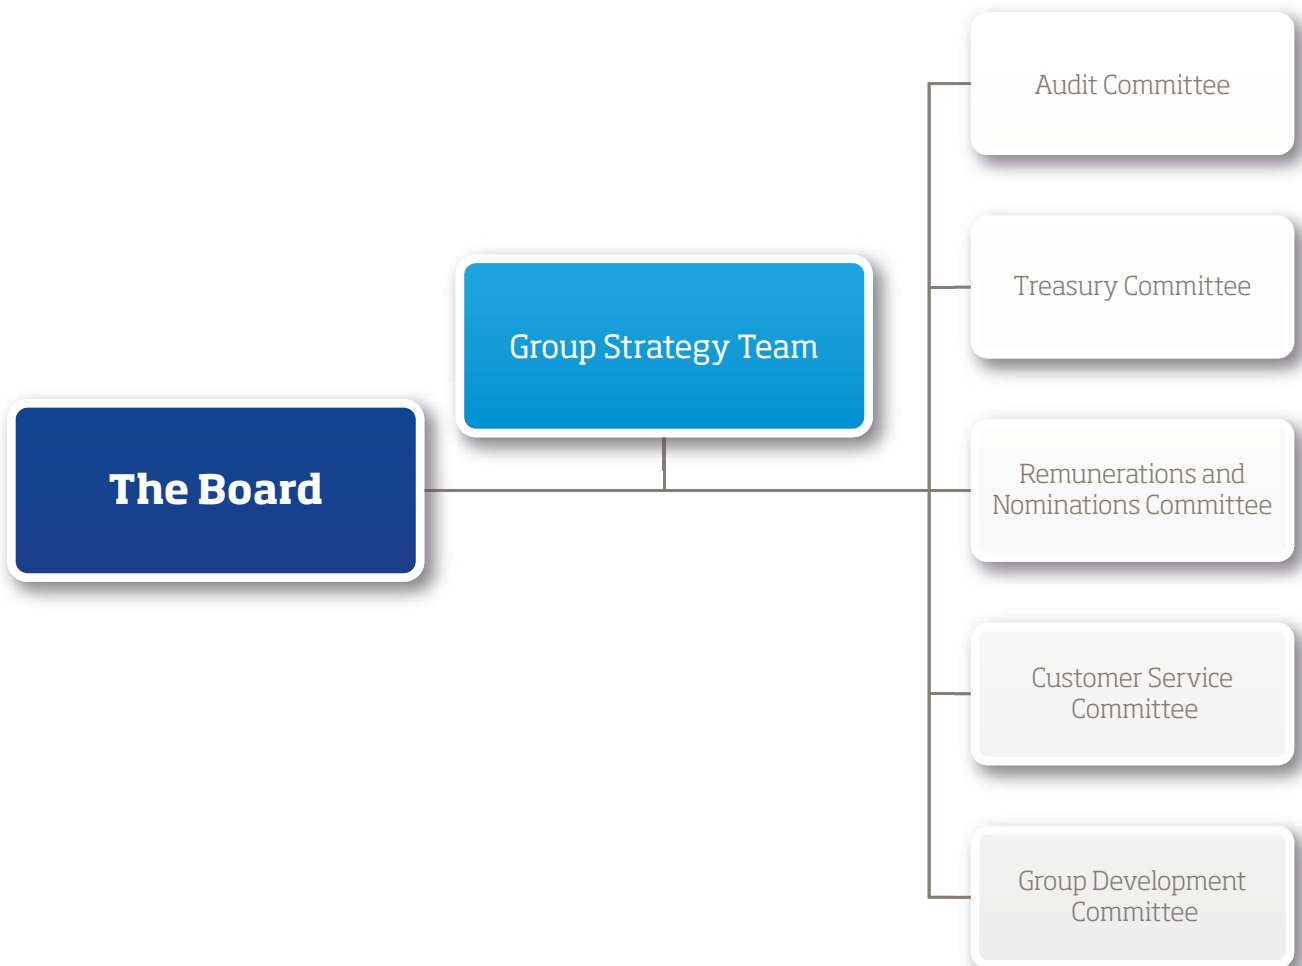 Audit Committee
Treasury Committee
Group Strategy Team
The Board
Remunerations and
Nominations Committee
Customer Service
Committee
Group Development
Committee